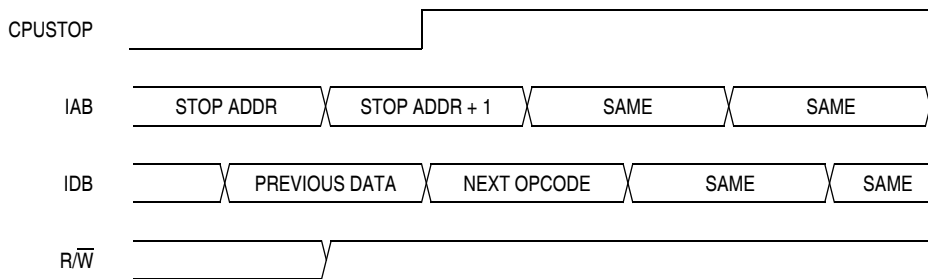 CPUSTOP
IAB STOP ADDR STOP ADDR + 1 SAME SAME
IDB PREVIOUS DATA NEXT OPCODE SAME SAME
R/W̅